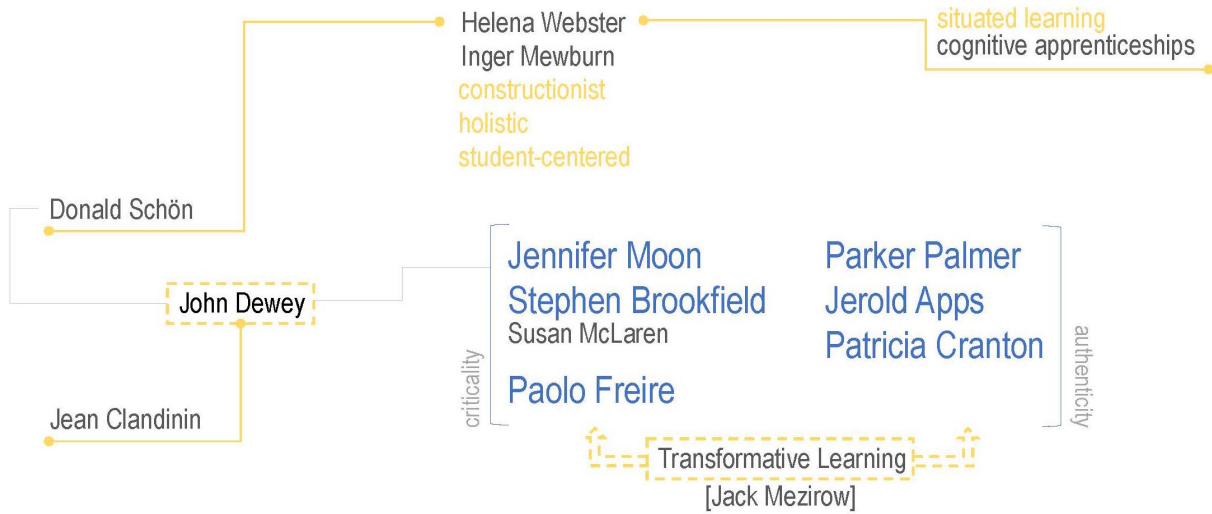 Helena Webster
Inger Mewburn
constructionist
holistic
student-centered
situated learning
cognitive apprenticeships
Donald Schön
John Dewey
Jean Clandinin
criticality
Jennifer Moon
Stephen Brookfield
Susan McLaren
Paolo Freire
Parker Palmer
Jerold Apps
Patricia Cranton
authenticity
Transformative Learning
[Jack Mezirow]